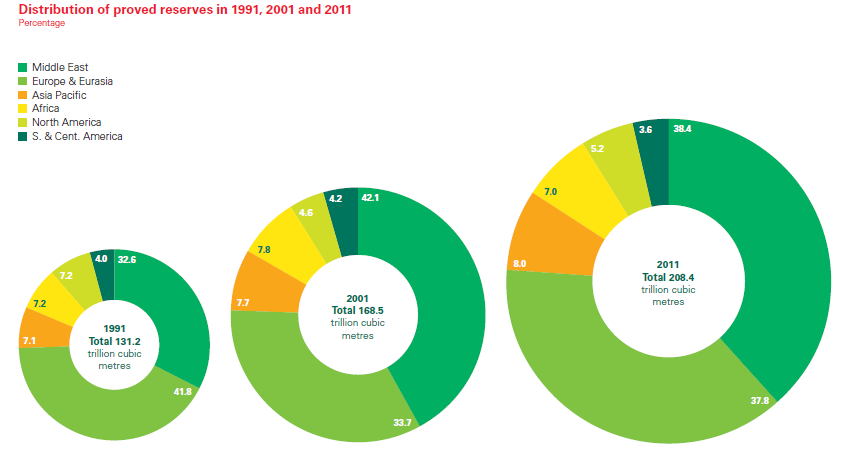 Distribution of proved reserves in 1991, 2001 and 2011
Percentage
Middle East
Europe & Eurasia
Asia Pacific
Africa
North America
S. & Cent. America
4.0
32.6
7.2
7.2
7.1
41.8
1991
Total 131.2
trillion cubic
metres
4.2
42.1
4.6
7.8
7.7
33.7
2001
Total 168.5
trillion cubic
metres
3.6
38.4
5.2
7.0
8.0
37.8
2011
Total 208.4
trillion cubic
metres